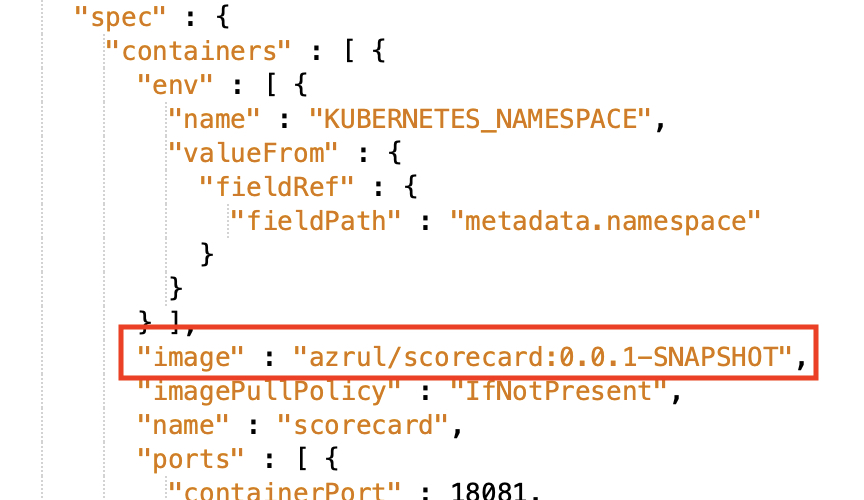 "spec" : {
"containers" : [ {
"env" : [ {
"name" : "KUBERNETES_NAMESPACE",
"valueFrom" : {
"fieldRef" : {
"fieldPath" : "metadata.namespace"
}
}
} ],
"image" : "azrul/scorecard:0.0.1-SNAPSHOT",
"imagePullPolicy" : "IfNotPresent",
"name" : "scorecard",
"ports" : [ {
"containerPort" : 18081,